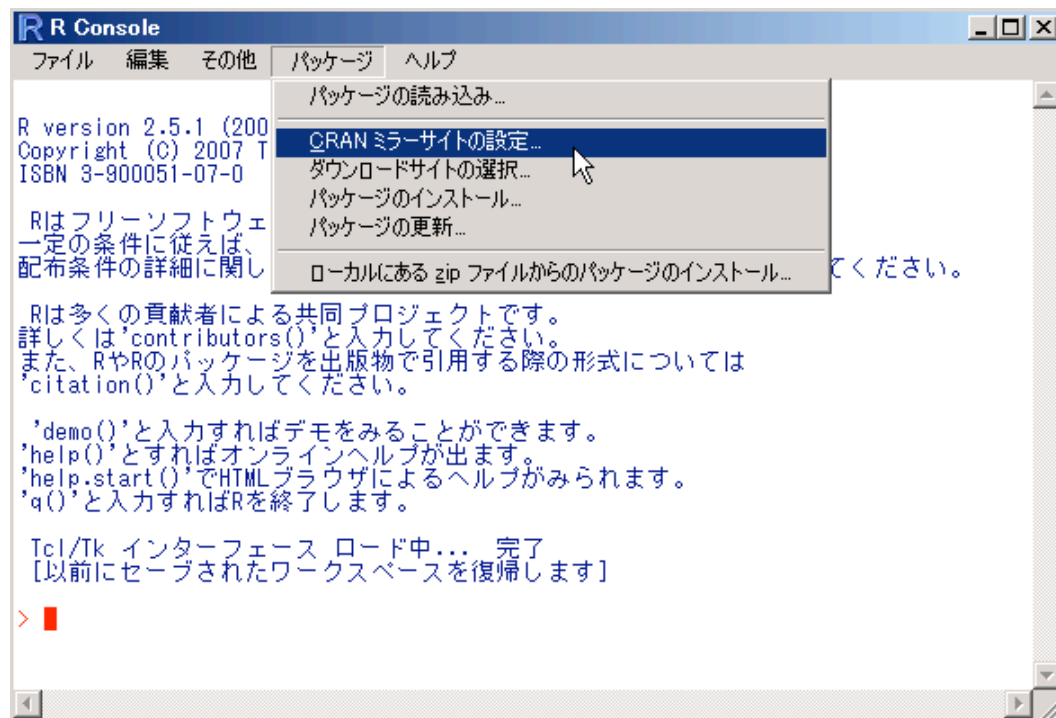 R Console
ファイル 編集 その他 パッケージ ヘルプ
パッケージの読み込み...
CRAN ミラーサイトの設定...
ダウンロードサイトの選択...
パッケージのインストール...
パッケージの更新...
ローカルにある zip ファイルからのパッケージのインストール...
R version 2.5.1 (200
Copyright (C) 2007 T
ISBN 3-900051-07-0
Rはフリーソフトウェ
一定の条件に従えば、
配布条件の詳細に関し てください。
Rは多くの貢献者による共同プロジェクトです。
詳しくは'contributors()'と入力してください。
また、RやRのパッケージを出版物で引用する際の形式については
'citation()'と入力してください。
'demo()'と入力すればデモをみることができます。
'help()'とすればオンラインヘルプが出ます。
'help.start()'でHTMLブラウザによるヘルプがみられます。
'q()'と入力すればRを終了します。
Tcl/Tk インターフェース ロード中... 完了
[以前にセーブされたワークスペースを復帰します]
>